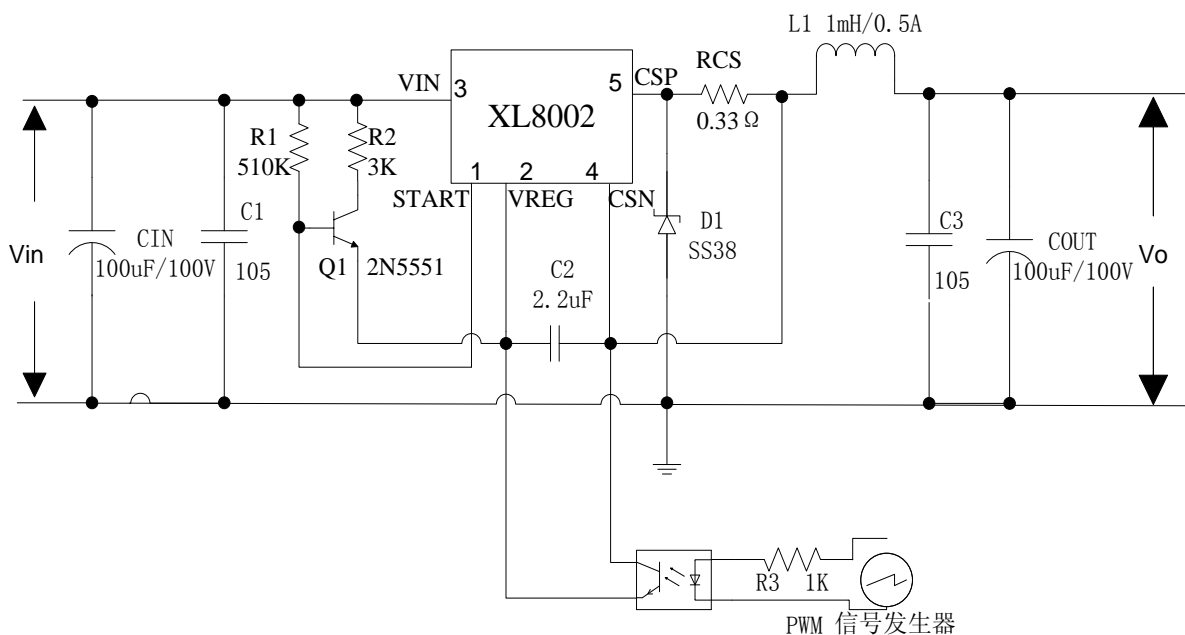 L1 1mH/0.5A
VIN
3
5
CSP
RCS
XL8002
0.33Ω
R1
510K
R2
3K
1
2
4
START
VREG
CSN
Vin
CIN
100uF/100V
C1
105
Q1
2N5551
C2
2.2uF
D1
SS38
C3
105
COUT
100uF/100V
Vo
R3
1K
PWM 信号发生器